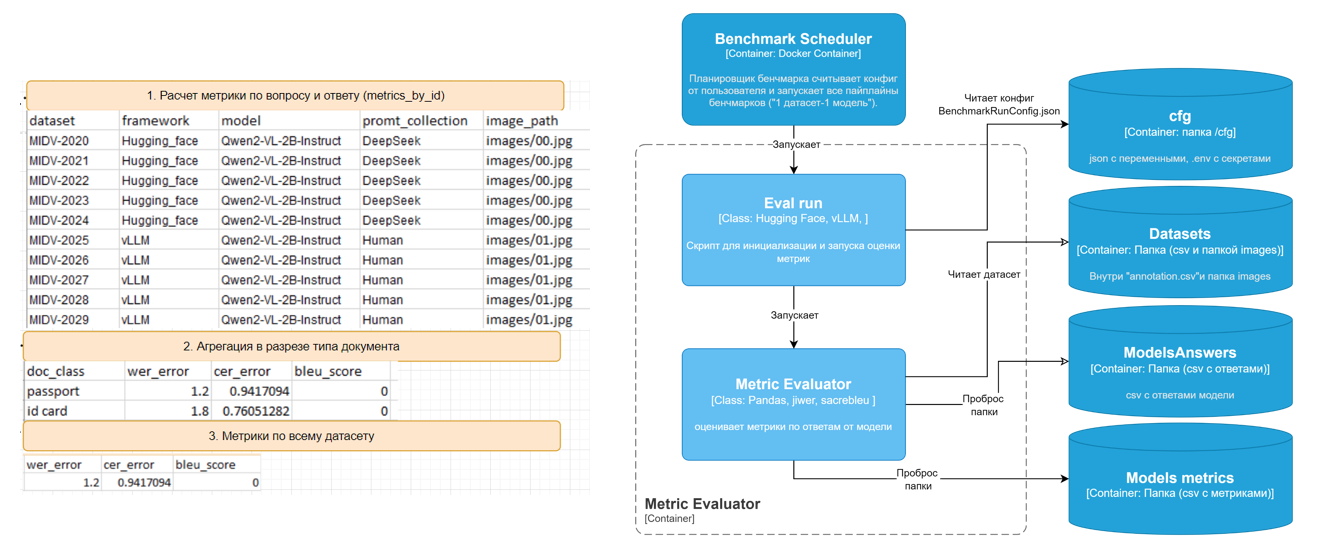 1. Расчет метрики по вопросу и ответу (metrics_by_id)
dataset framework model promt_collection image_path
MIDV-2020 Hugging_face Qwen2-VL-2B-Instruct DeepSeek images/00.jpg
MIDV-2021 Hugging_face Qwen2-VL-2B-Instruct DeepSeek images/00.jpg
MIDV-2022 Hugging_face Qwen2-VL-2B-Instruct DeepSeek images/00.jpg
MIDV-2023 Hugging_face Qwen2-VL-2B-Instruct DeepSeek images/00.jpg
MIDV-2024 Hugging_face Qwen2-VL-2B-Instruct DeepSeek images/00.jpg
MIDV-2025 vLLM Qwen2-VL-2B-Instruct Human images/01.jpg
MIDV-2026 vLLM Qwen2-VL-2B-Instruct Human images/01.jpg
MIDV-2027 vLLM Qwen2-VL-2B-Instruct Human images/01.jpg
MIDV-2028 vLLM Qwen2-VL-2B-Instruct Human images/01.jpg
MIDV-2029 vLLM Qwen2-VL-2B-Instruct Human images/01.jpg
2. Агрегация в разрезе типа документа
doc_class wer_error cer_error bleu_score
passport 1.2 0.9417094 0
id card 1.8 0.76051282 0
3. Метрики по всему датасету
wer_error cer_error bleu_score
1.2 0.9417094 0
Benchmark Scheduler
[Container: Docker Container]
Планировщик бенчмарка считывает конфиг
от пользователя и запускает все пайплайны
бенчмарков ("1 датасет-1 модель").
Запускает
Eval run
[Class: Hugging Face, vLLM, ]
Скрипт для инициализации и запуска оценки
метрик
Запускает
Metric Evaluator
[Class: Pandas, jiwer, sacrebleu ]
оценивает метрики по ответам от модели
Metric Evaluator
[Container]
Читает конфиг
BenchmarkRunConfig.json
Читает датасет
Проброс
папки
Проброс
папки
cfg
[Container: папка /cfg]
json с переменными, .env с секретами
Datasets
[Container: Папка (csv и папкой images)]
Внутри "annotation.csv"и папка images
ModelsAnswers
[Container: Папка (csv с ответами)]
csv с ответами модели
Models metrics
[Container: Папка (csv с метриками)]